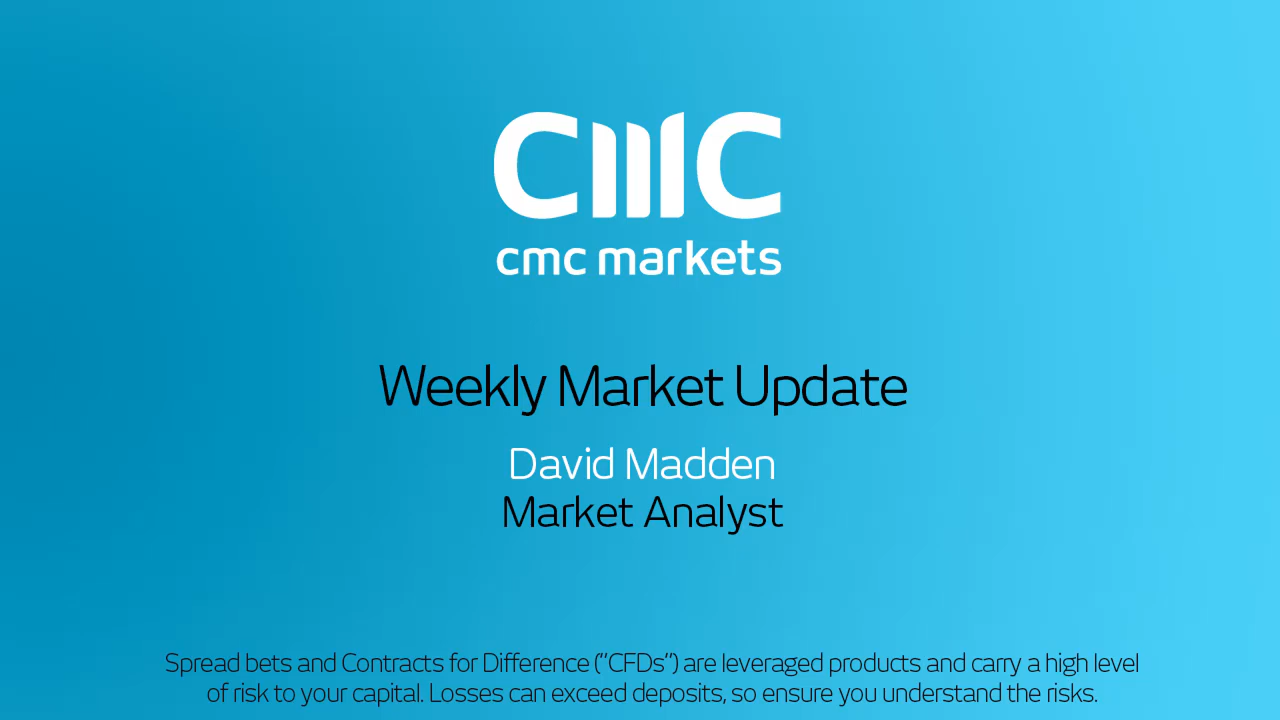 CMC
cmc markets
Weekly Market Update
David Madden
Market Analyst
Spread bets and Contracts for Difference (“CFDs”) are leveraged products and carry a high level
of risk to your capital. Losses can exceed deposits, so ensure you understand the risks.